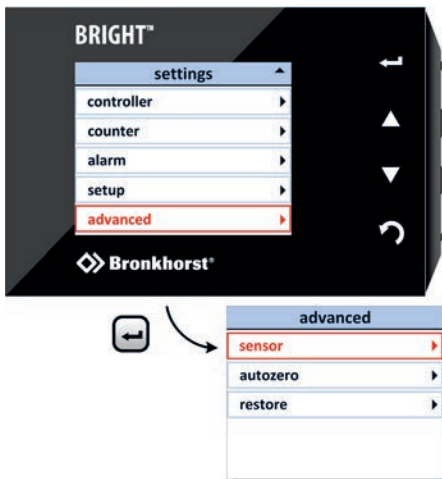 BRIGHT™
settings
controller
counter
alarm
setup
advanced
Bronkhorst®
advanced
sensor
autozero
restore